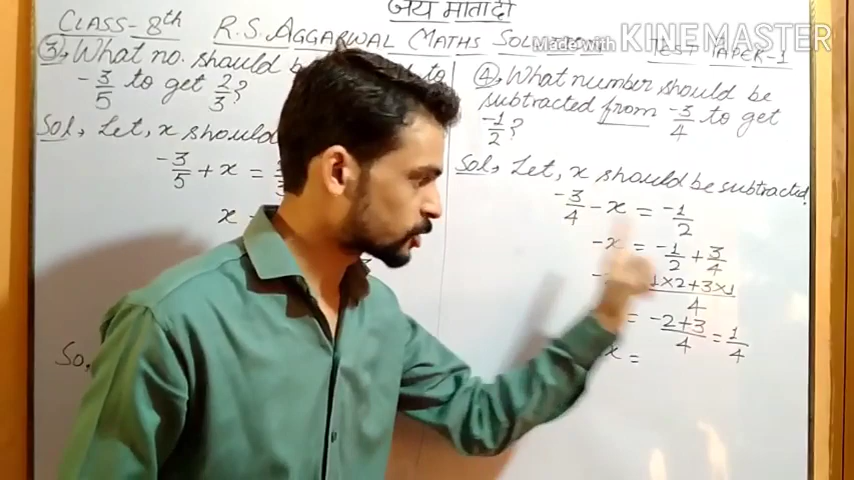 जय माता दी
CLASS-8th R.S. AGGARWAL MATHS TEST PAPER-1
Made with KINEMASTER
③ What no. should to
-3/5 to get 2/3?
Sol, Let, x should
-3/5 + x =
x
So
④ What number should be
subtracted from -3/4 to get
-1/2?
Sol, Let, x should be subtracted.
-3/4 - x = -1/2
-x = -1/2 + 3/4
1×2+3×1/4
= -2+3/4 = 1/4
=